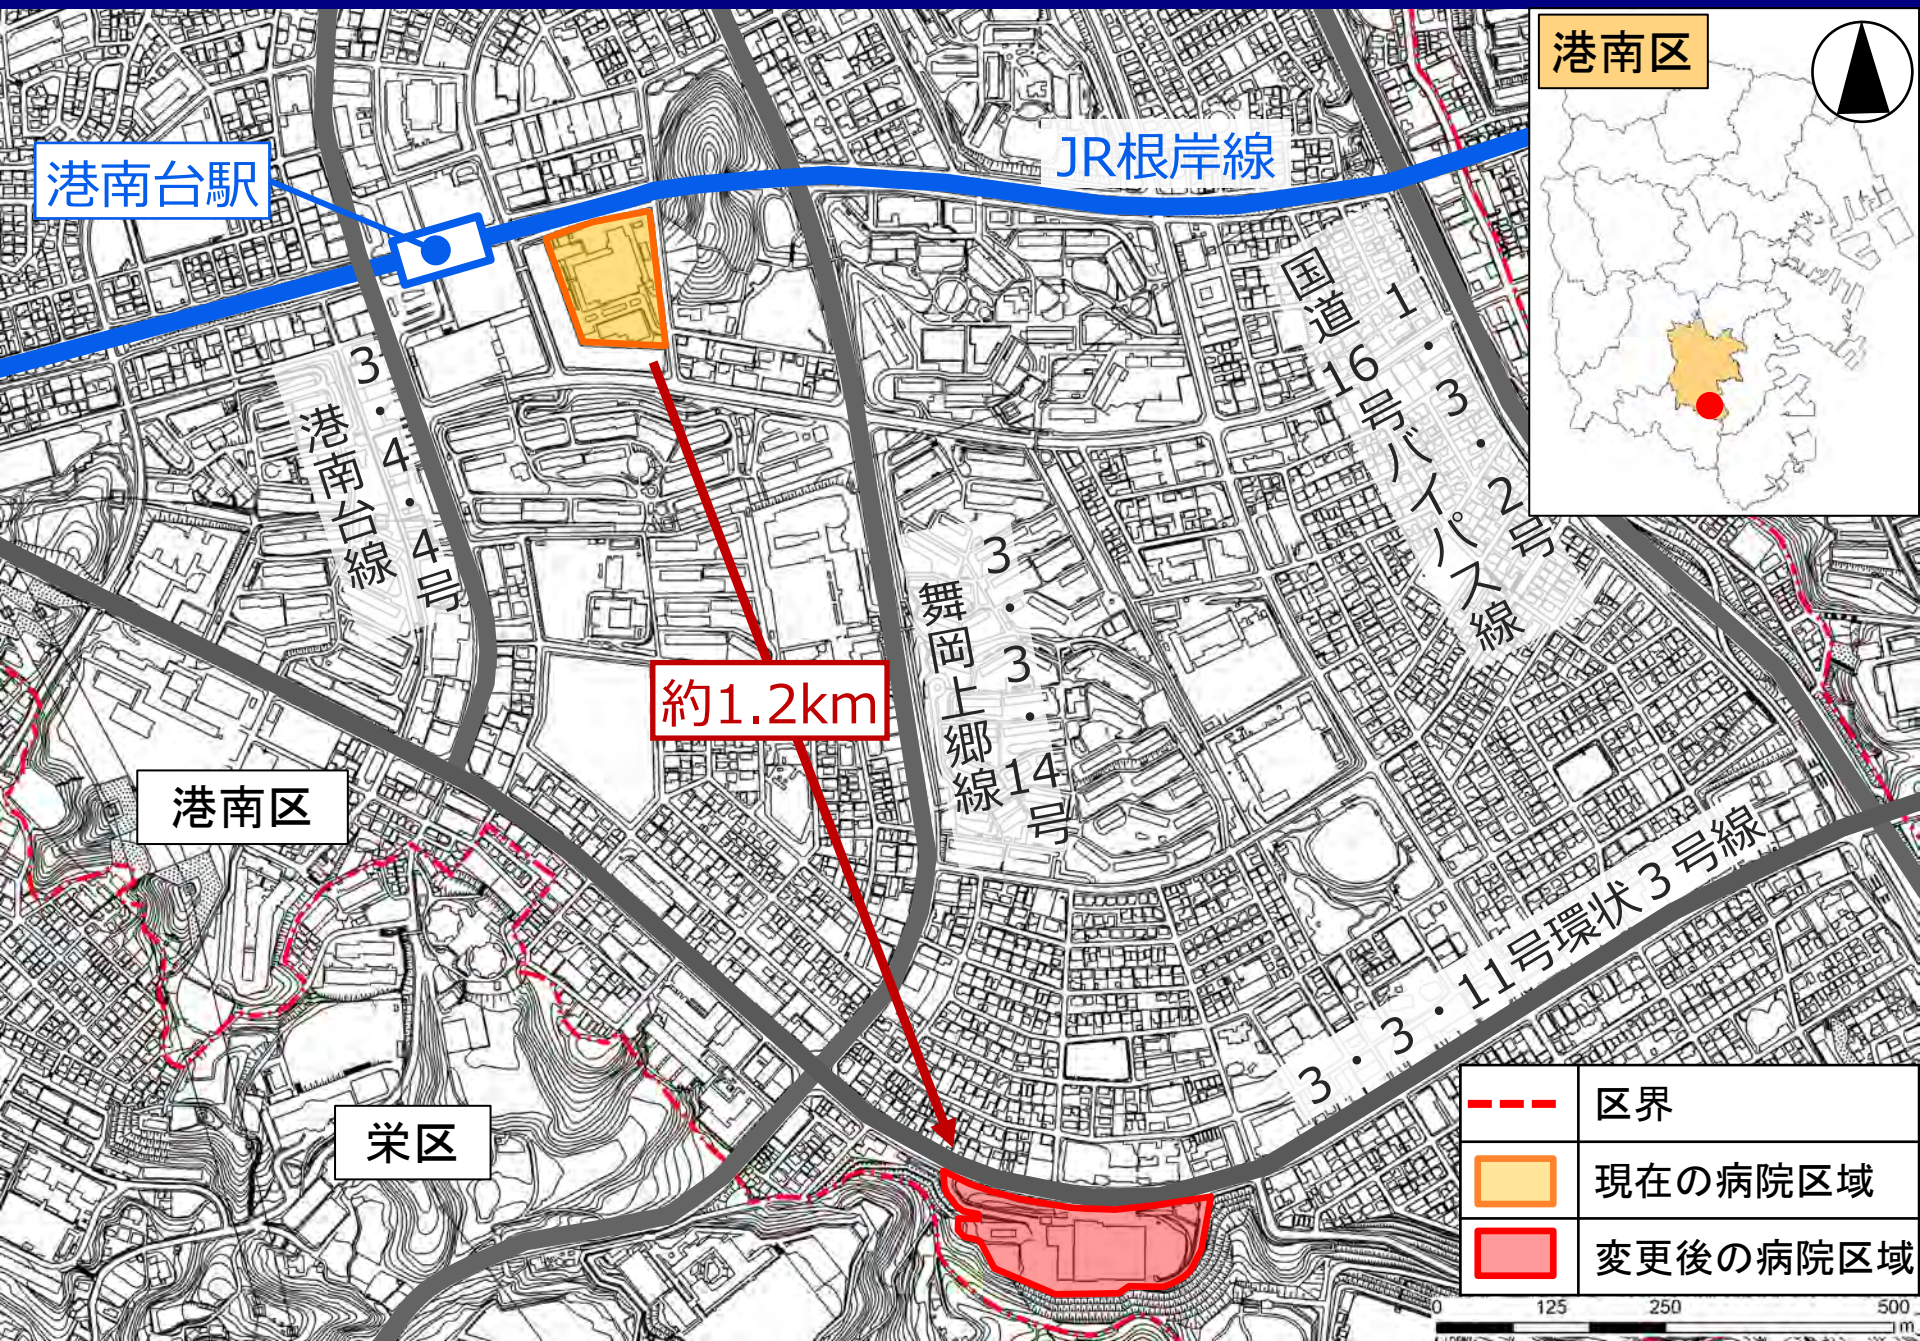 港南区
JR根岸線
港南台駅
3・4・4号
港南台線
1・3・2号
国道16号バイパス線
3・3・14号
舞岡上郷線
約1.2km
港南区
3・3・11号環状3号線
栄区
区界
現在の病院区域
変更後の病院区域
0 125 250 500
m